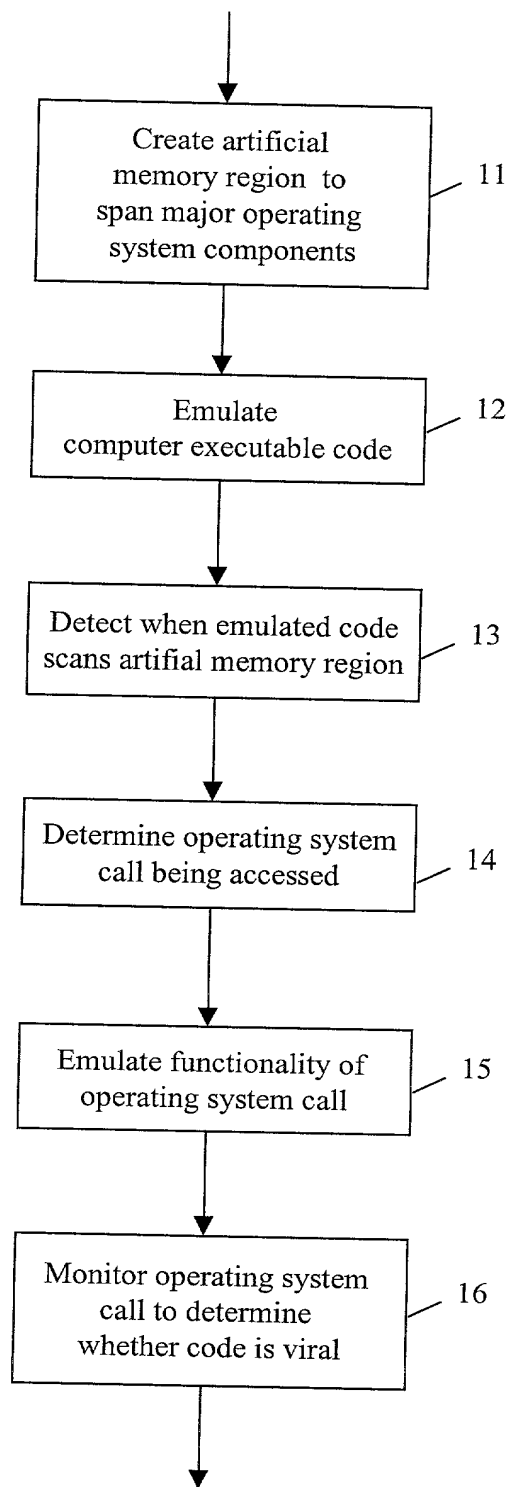 Create artificial
memory region to
span major operating
system components
11
Emulate
computer executable code
12
Detect when emulated code
scans artifial memory region
13
Determine operating system
call being accessed
14
Emulate functionality of
operating system call
15
Monitor operating system
call to determine
whether code is viral
16